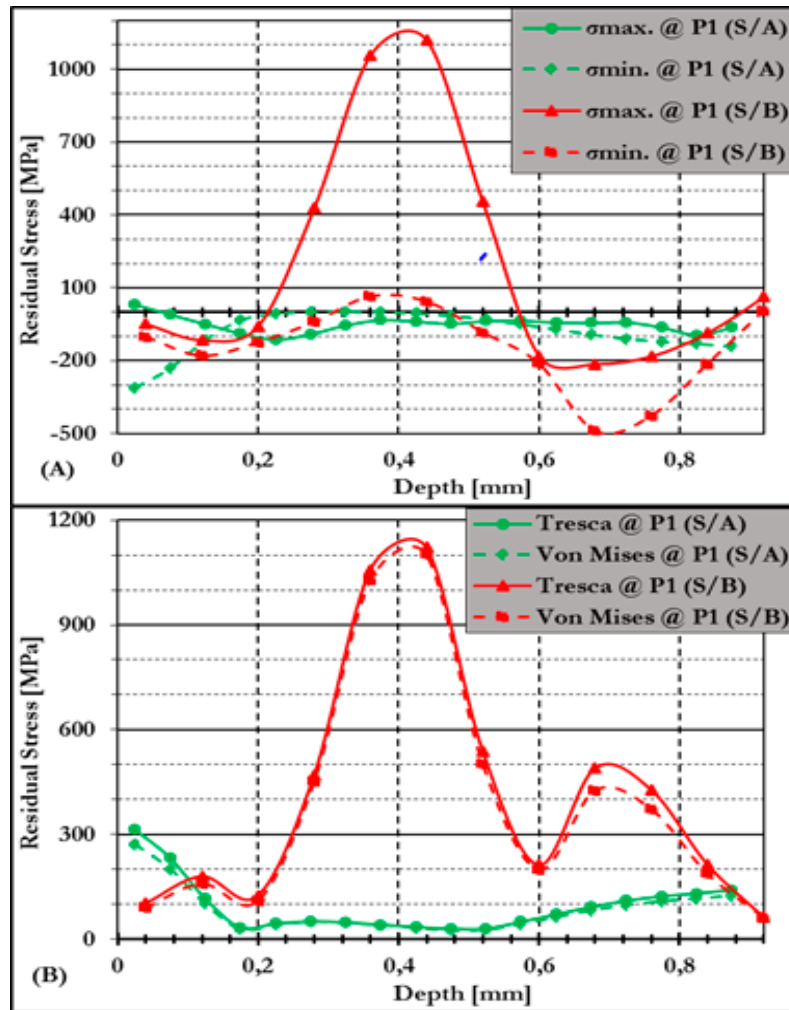 σmax. @ P1 (S/A)
σmin. @ P1 (S/A)
σmax. @ P1 (S/B)
σmin. @ P1 (S/B)
Residual Stress [MPa]
1000
700
400
100
-200
-500
0
0,2
0,4
0,6
0,8
(A)
Depth [mm]
Tresca @ P1 (S/A)
Von Mises @ P1 (S/A)
Tresca @ P1 (S/B)
Von Mises @ P1 (S/B)
Residual Stress [MPa]
1200
900
600
300
0
0
0,2
0,4
0,6
0,8
(B)
Depth [mm]